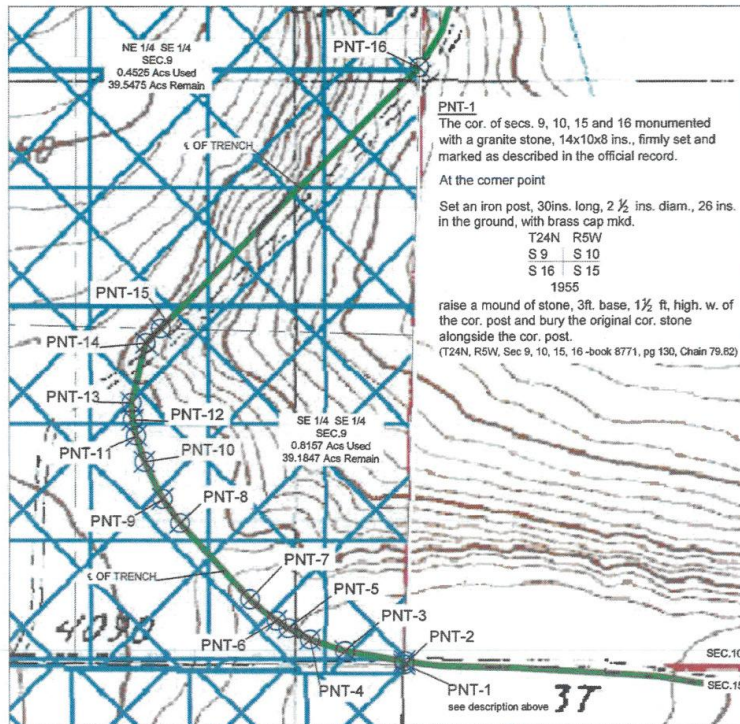 NE 1/4 SE 1/4
SEC.9
0.4525 Acs Used
39.5475 Acs Remain
PNT-16
PNT-1
The cor. of secs. 9, 10, 15 and 16 monumented
with a granite stone, 14x10x8 ins., firmly set and
marked as described in the official record.
At the corner point
Set an iron post, 30ins. long, 2 ½ ins. diam., 26 ins.
in the ground, with brass cap mkd.
T24N R5W
S 9 S 10
S 16 S 15
1955
raise a mound of stone, 3ft. base, 1½ ft, high. w. of
the cor. post and bury the original cor. stone
alongside the cor. post.
(T24N, R5W, Sec 9, 10, 15, 16 -book 8771, pg 130, Chain 79.62)
℄ OF TRENCH
PNT-15
PNT-14
PNT-13
PNT-12
PNT-11
PNT-10
SE 1/4 SE 1/4
SEC.9
0.8157 Acs Used
39.1847 Acs Remain
PNT-9
PNT-8
PNT-7
℄ OF TRENCH
PNT-5
PNT-6
PNT-3
PNT-4
PNT-2
PNT-1
4090
see description above
37
SEC.10
SEC.15